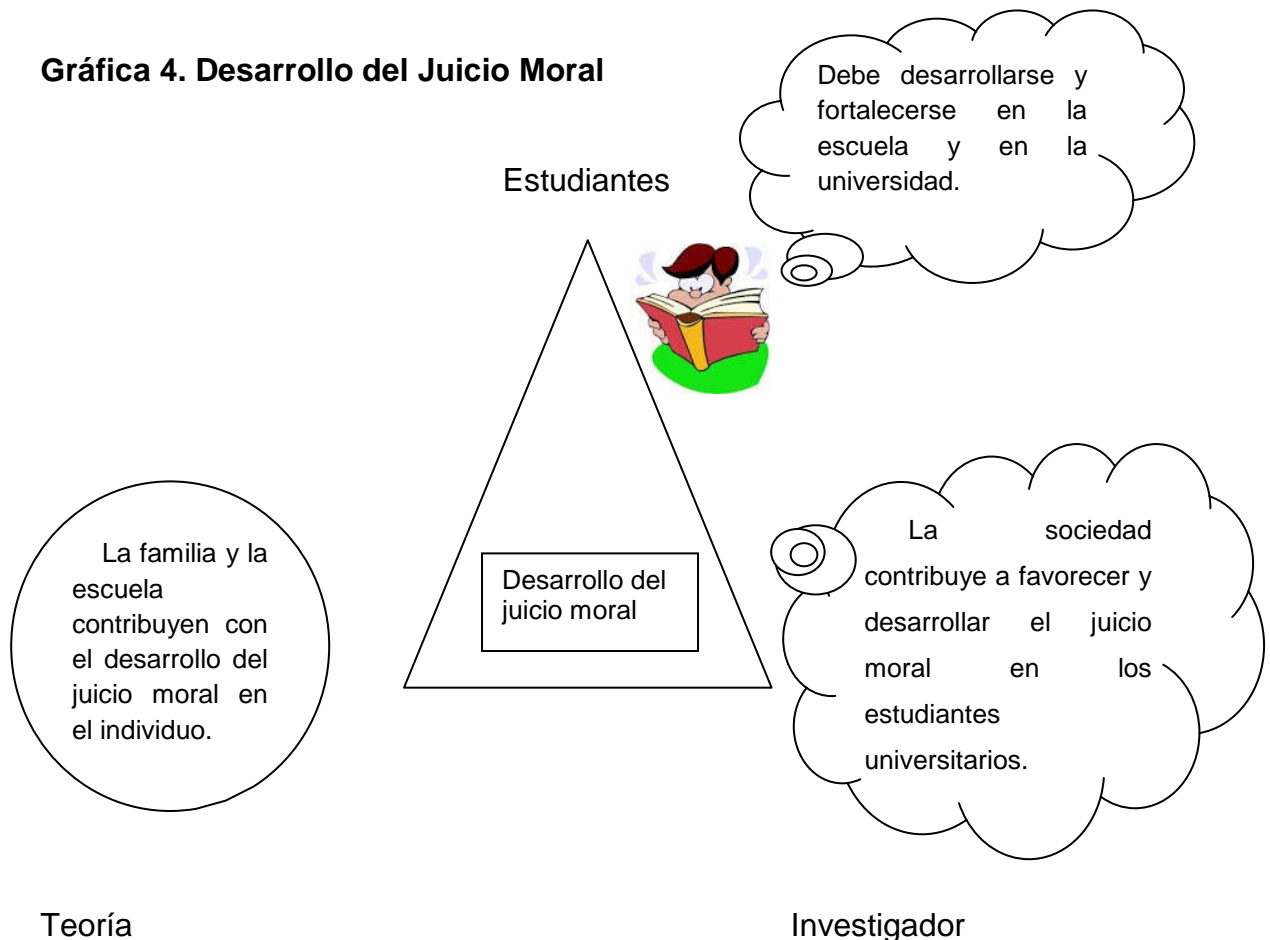 Gráfica 4. Desarrollo del Juicio Moral
Debe desarrollarse y
fortalecerse en la
escuela y en la
universidad.
Estudiantes
La familia y la
escuela
contribuyen con
el desarrollo del
juicio moral en
el individuo.
Desarrollo del
juicio moral
La sociedad
contribuye a favorecer y
desarrollar el juicio
moral en los
estudiantes
universitarios.
Teoría
Investigador